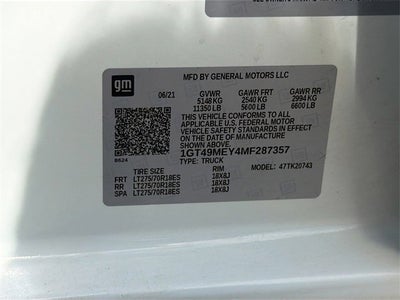 gm
MFD BY GENERAL MOTORS LLC
06/21 GVWR GAWR FRT GAWR RR
5148 KG 2540 KG 2994 KG
11350 LB 5600 LB 6600 LB
THIS VEHICLE CONFORMS TO ALL
APPLICABLE U.S. FEDERAL MOTOR
VEHICLE SAFETY STANDARDS IN EFFECT ON THE
DATE OF MANUFACTURE SHOWN ABOVE.
1GT49MEY4MF287357
TYPE: TRUCK
S624
MODEL: 47TK20743
TIRE SIZE RIM
FRT LT275/70R18ES 18X8J
RR LT275/70R18ES 18X8J
SPA LT275/70R18ES 18X8J